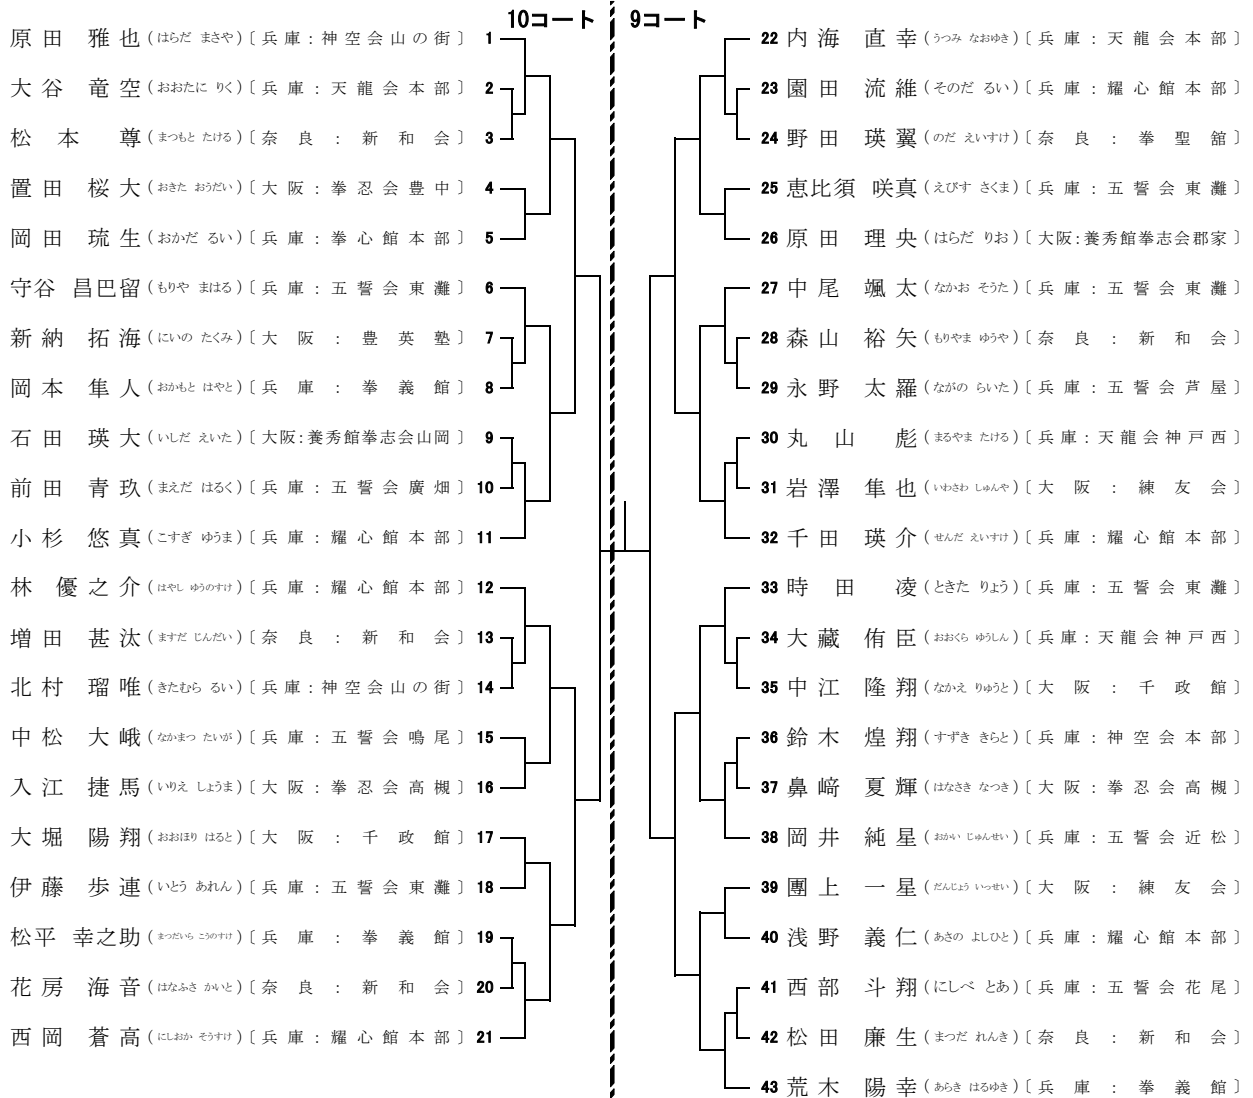 10コート 9コート
原田 雅也(はらだ まさや)〔兵庫:神空会山の街〕 1
大谷 竜空(おおたに りく)〔兵庫:天龍会本部〕 2
松本 尊(まつもと たける)〔奈良:新和会〕 3
置田 桜大(おきた おうだい)〔大阪:拳忍会豊中〕 4
岡田 琉生(おかだ るい)〔兵庫:拳心館本部〕 5
守谷 昌巴留(もりや まはる)〔兵庫:五誓会東灘〕 6
新納 拓海(にいの たくみ)〔大阪:豊英塾〕 7
岡本 隼人(おかもと はやと)〔兵庫:拳義館〕 8
石田 瑛大(いしだ えいた)〔大阪:養秀館拳志会山岡〕 9
前田 青玖(まえだ はるく)〔兵庫:五誓会廣畑〕 10
小杉 悠真(こすぎ ゆうま)〔兵庫:耀心館本部〕 11
林 優之介(はやし ゆうのすけ)〔兵庫:耀心館本部〕 12
増田 甚汰(ますだ じんだい)〔奈良:新和会〕 13
北村 瑠唯(きたむら るい)〔兵庫:神空会山の街〕 14
中松 大峨(なかまつ たいが)〔兵庫:五誓会鳴尾〕 15
入江 捷馬(いりえ しょうま)〔大阪:拳忍会高槻〕 16
大堀 陽翔(おおほり はると)〔大阪:千政館〕 17
伊藤 歩連(いとう あれん)〔兵庫:五誓会東灘〕 18
松平 幸之助(まつだいら こうのすけ)〔兵庫:拳義館〕 19
花房 海音(はなふさ かいと)〔奈良:新和会〕 20
西岡 蒼高(にしおか そうすけ)〔兵庫:耀心館本部〕 21
22 内海 直幸(うつみ なおゆき)〔兵庫:天龍会本部〕
23 園田 流維(そのだ るい)〔兵庫:耀心館本部〕
24 野田 瑛翼(のだ えいすけ)〔奈良:拳聖舘〕
25 恵比須 咲真(えびす さくま)〔兵庫:五誓会東灘〕
26 原田 理央(はらだ りお)〔大阪:養秀館拳志会郡家〕
27 中尾 颯太(なかお そうた)〔兵庫:五誓会東灘〕
28 森山 裕矢(もりやま ゆうや)〔奈良:新和会〕
29 永野 太羅(ながの らいた)〔兵庫:五誓会芦屋〕
30 丸山 彪(まるやま たける)〔兵庫:天龍会神戸西〕
31 岩澤 隼也(いわさわ しゅんや)〔大阪:練友会〕
32 千田 瑛介(せんだ えいすけ)〔兵庫:耀心館本部〕
33 時田 凌(ときた りょう)〔兵庫:五誓会東灘〕
34 大藏 侑臣(おおくら ゆうしん)〔兵庫:天龍会神戸西〕
35 中江 隆翔(なかえ りゅうと)〔大阪:千政館〕
36 鈴木 煌翔(すずき きらと)〔兵庫:神空会本部〕
37 鼻﨑 夏輝(はなさき なつき)〔大阪:拳忍会高槻〕
38 岡井 純星(おかい じゅんせい)〔兵庫:五誓会近松〕
39 團上 一星(だんじょう いっせい)〔大阪:練友会〕
40 浅野 義仁(あさの よしひと)〔兵庫:耀心館本部〕
41 西部 斗翔(にしべ とあ)〔兵庫:五誓会花尾〕
42 松田 廉生(まつだ れんき)〔奈良:新和会〕
43 荒木 陽幸(あらき はるゆき)〔兵庫:拳義館〕